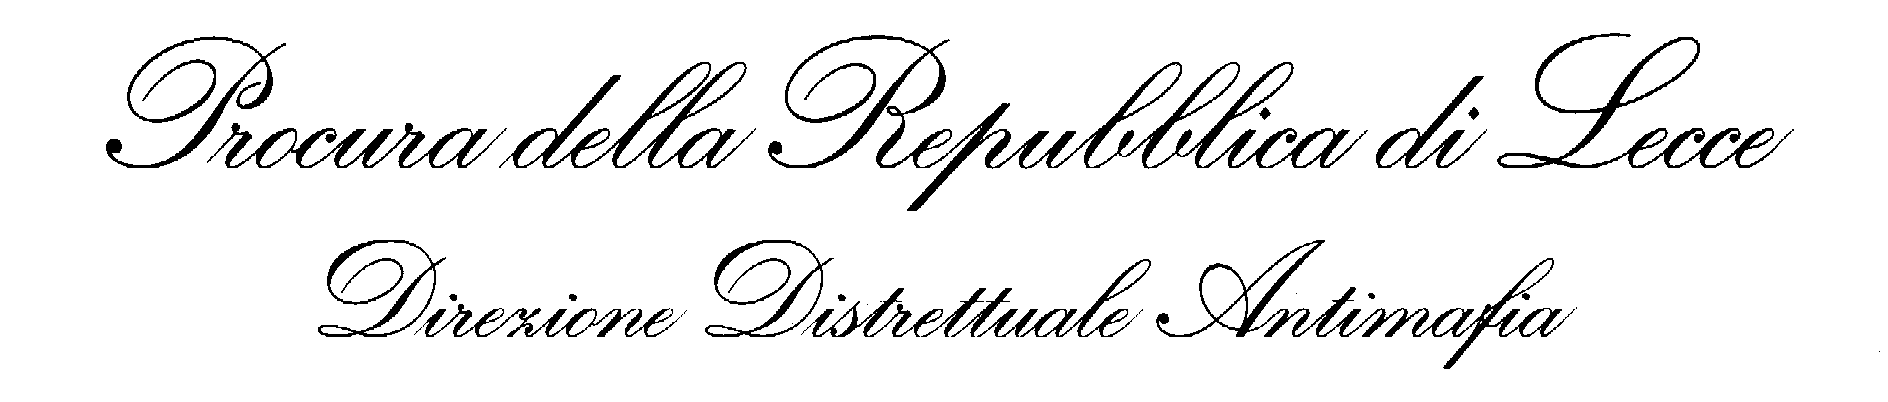 Procura della Repubblica di Lecce
Direzione Distrettuale Antimafia